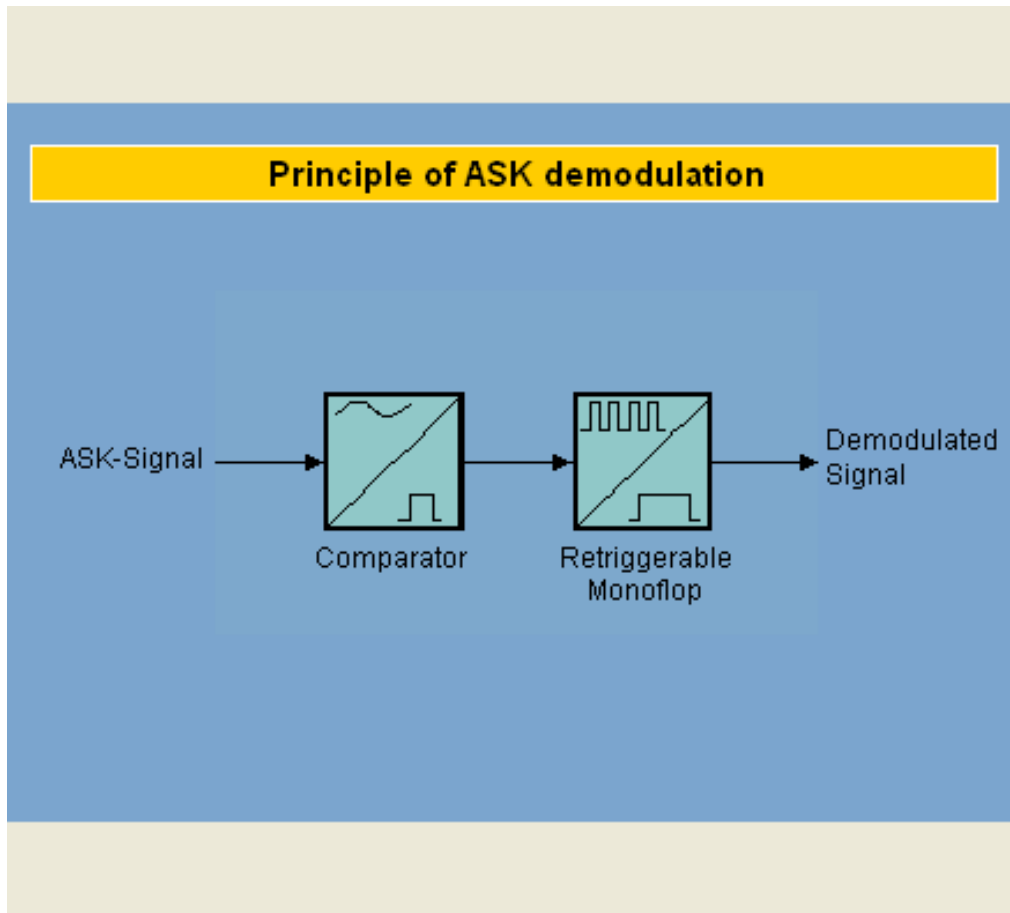 Principle of ASK demodulation
ASK-Signal
Comparator
Retriggerable
Monoflop
Demodulated
Signal